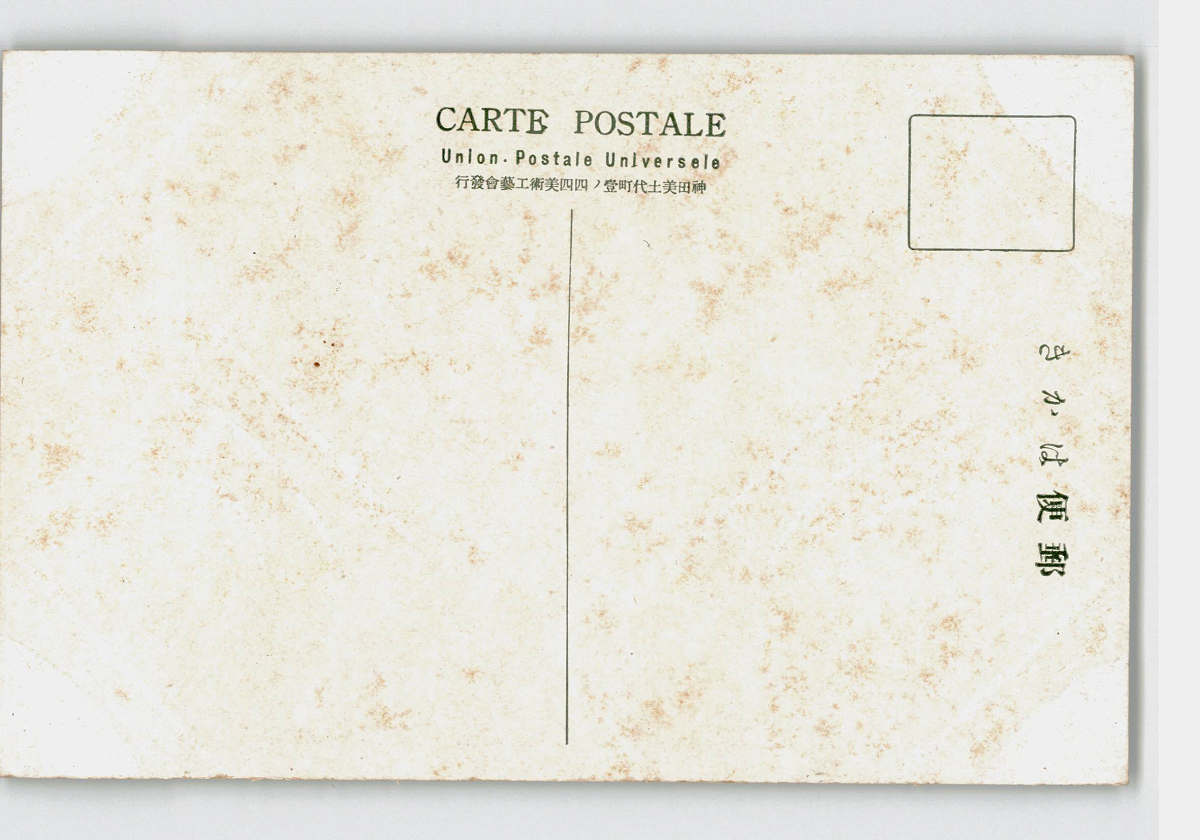 CARTE POSTALE
Union·Postale Universele
神田美土代町壹ノ四四美術工藝會發行
郵便はかき